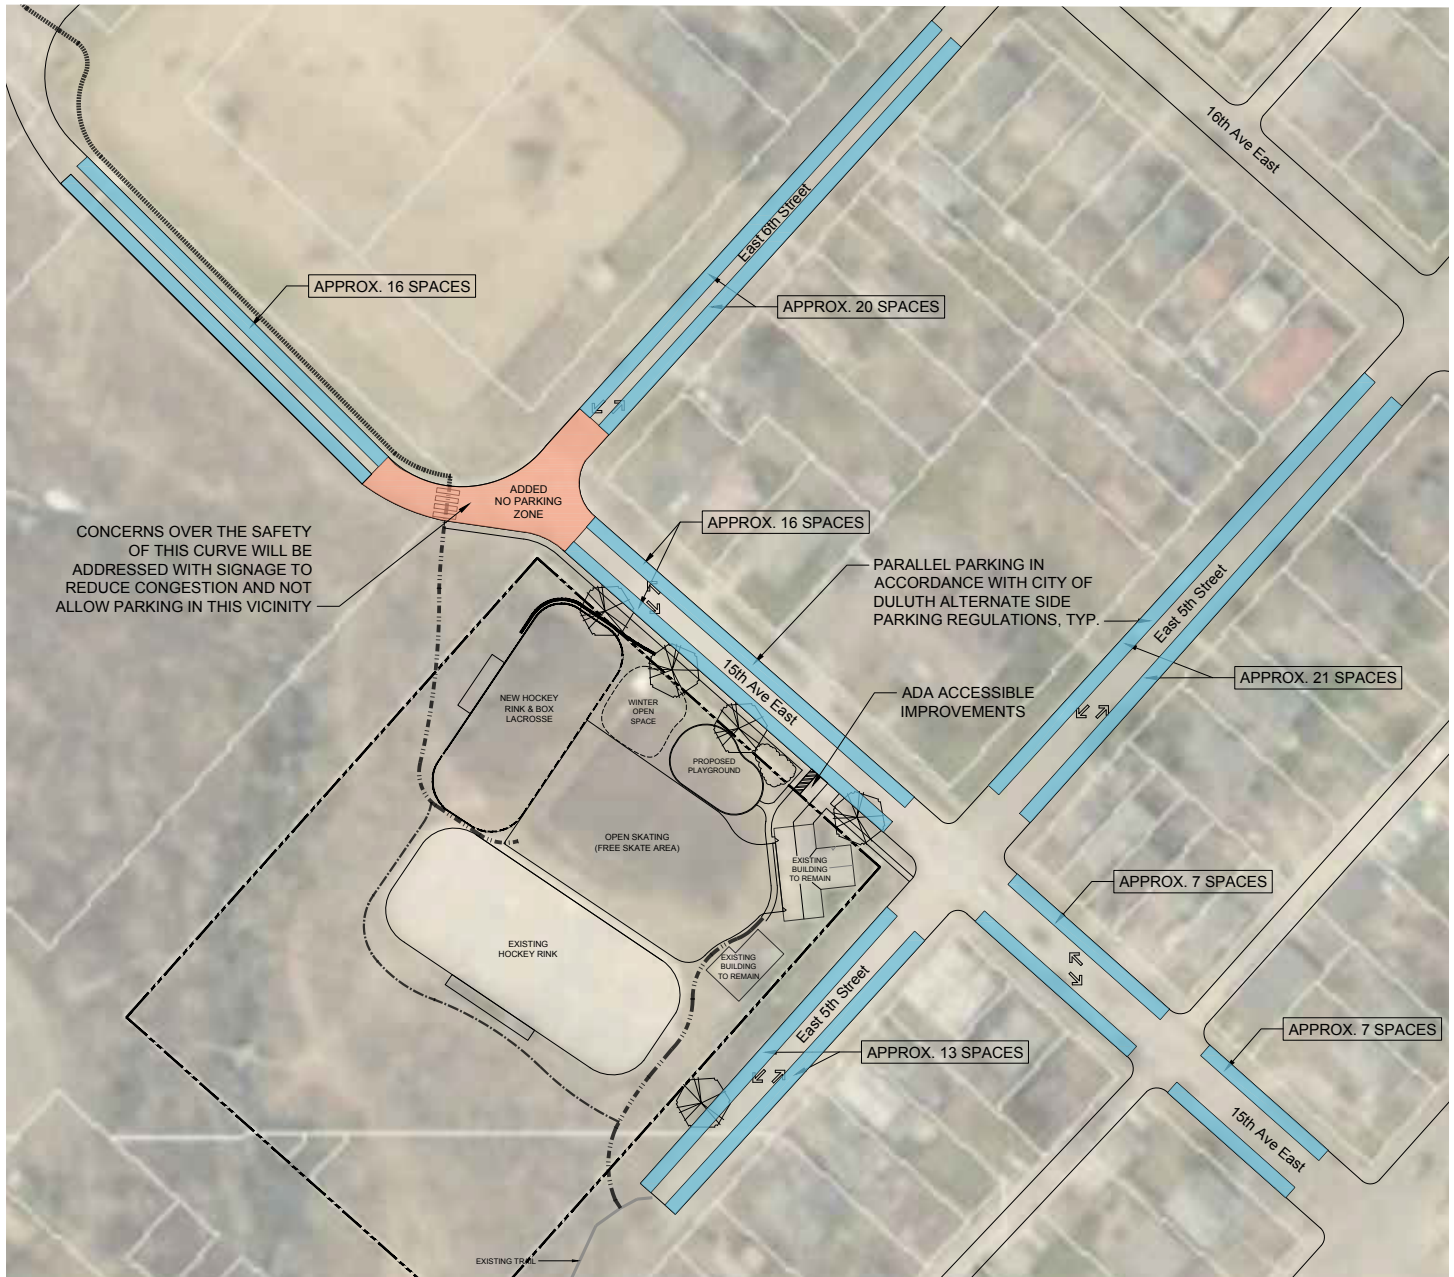 16th Ave East
East 6th Street
APPROX. 16 SPACES
APPROX. 20 SPACES
ADDED
NO PARKING
ZONE
APPROX. 16 SPACES
CONCERNS OVER THE SAFETY
OF THIS CURVE WILL BE
ADDRESSED WITH SIGNAGE TO
REDUCE CONGESTION AND NOT
ALLOW PARKING IN THIS VICINITY
PARALLEL PARKING IN
ACCORDANCE WITH CITY OF
DULUTH ALTERNATE SIDE
PARKING REGULATIONS, TYP.
East 5th Street
APPROX. 21 SPACES
15th Ave East
ADA ACCESSIBLE
IMPROVEMENTS
NEW HOCKEY
RINK & BOX
LACROSSE
WINTER
OPEN
SPACE
PROPOSED
PLAYGROUND
OPEN SKATING
(FREE SKATE AREA)
EXISTING
BUILDING
TO REMAIN
APPROX. 7 SPACES
EXISTING
HOCKEY RINK
EXISTING
BUILDING
TO REMAIN
East 5th Street
APPROX. 13 SPACES
APPROX. 7 SPACES
15th Ave East
EXISTING TRAIL